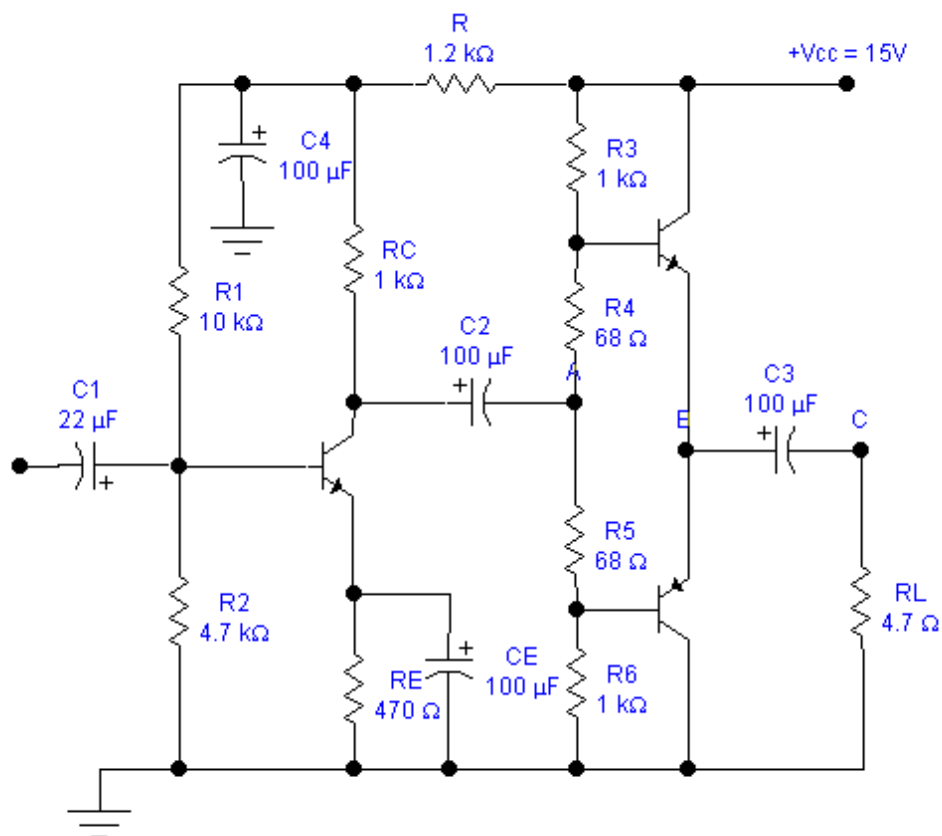 R
1.2 kΩ
+Vcc = 15V
+
C4
100 µF
R3
1 kΩ
RC
1 kΩ
R1
10 kΩ
R4
68 Ω
C2
100 µF
+
A
C1
22 µF
+
E
C3
100 µF
+
C
R5
68 Ω
R2
4.7 kΩ
RL
4.7 Ω
+
CE
100 µF
RE
470 Ω
R6
1 kΩ